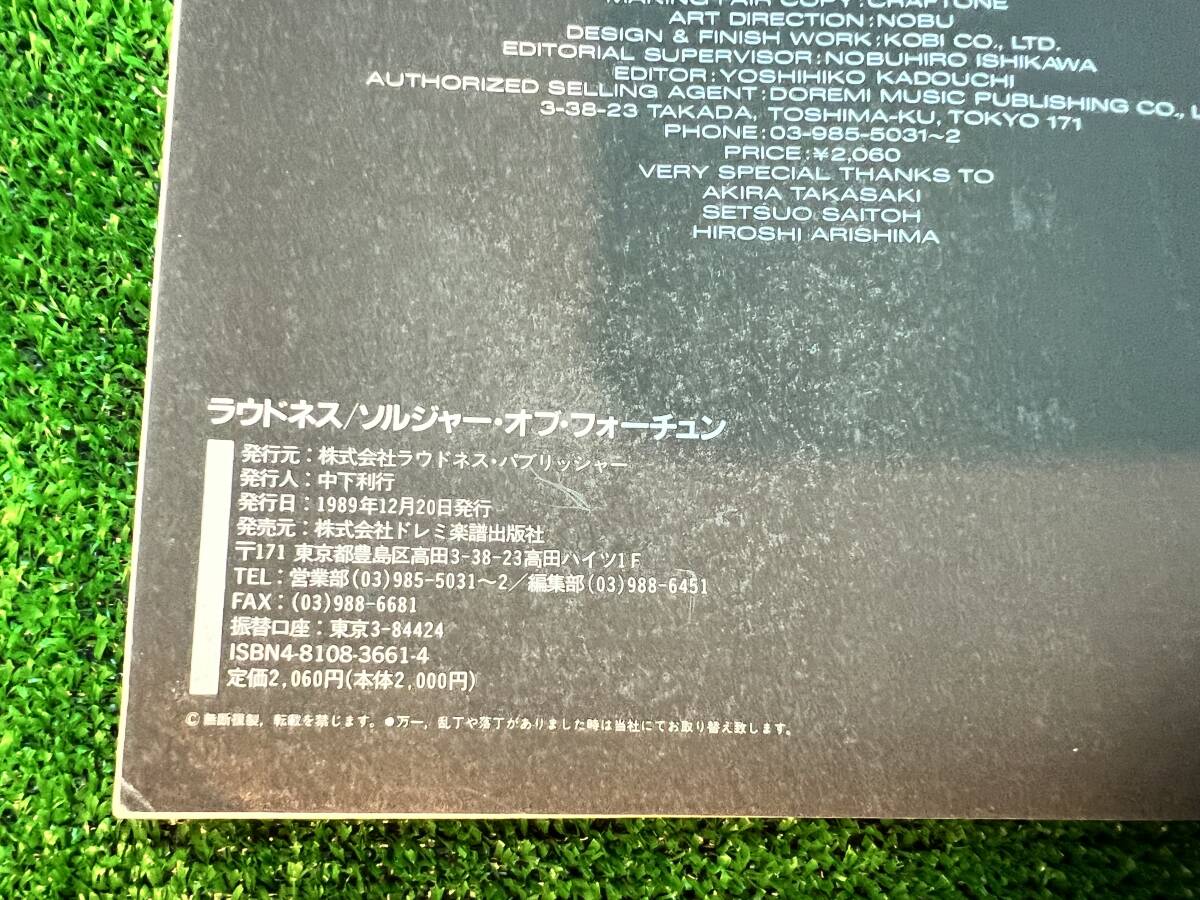 MAKING FAIR COPY:CRAFTONE
ART DIRECTION:NOBU
DESIGN & FINISH WORK:KOBI CO., LTD.
EDITORIAL SUPERVISOR:NOBUHIRO ISHIKAWA
EDITOR:YOSHIHIKO KADOUCHI
AUTHORIZED SELLING AGENT:DOREMI MUSIC PUBLISHING CO., L
3-38-23 TAKADA, TOSHIMA-KU, TOKYO 171
PHONE:03-985-5031~2
PRICE:¥2,060
VERY SPECIAL THANKS TO
AKIRA TAKASAKI
SETSUO SAITOH
HIROSHI ARISHIMA
ラウドネス/ソルジャー・オブ・フォーチュン
発行元:株式会社ラウドネス・パブリッシャー
発行人:中下利行
発行日:1989年12月20日発行
発売元:株式会社ドレミ楽譜出版社
〒171 東京都豊島区高田3-38-23高田ハイツ1F
TEL:営業部(03)985-5031〜2/編集部(03)988-6451
FAX:(03)988-6681
振替口座:東京3-84424
ISBN4-8108-3661-4
定価2,060円(本体2,000円)
©無断複製,転載を禁じます。●万一,乱丁や落丁がありました時は当社にてお取り替え致します。